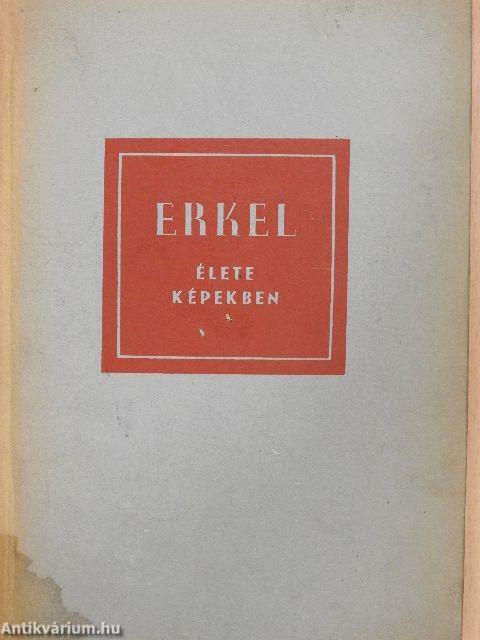 ERKEL
ÉLETE
KÉPEKBEN
Antikvárium.hu